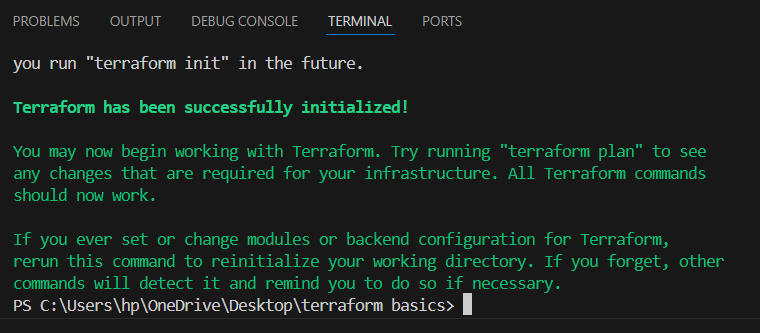 PROBLEMS OUTPUT DEBUG CONSOLE TERMINAL PORTS
you run "terraform init" in the future.
Terraform has been successfully initialized!
You may now begin working with Terraform. Try running "terraform plan" to see
any changes that are required for your infrastructure. All Terraform commands
should now work.
If you ever set or change modules or backend configuration for Terraform,
rerun this command to reinitialize your working directory. If you forget, other
commands will detect it and remind you to do so if necessary.
PS C:\Users\hp\OneDrive\Desktop\terraform basics>